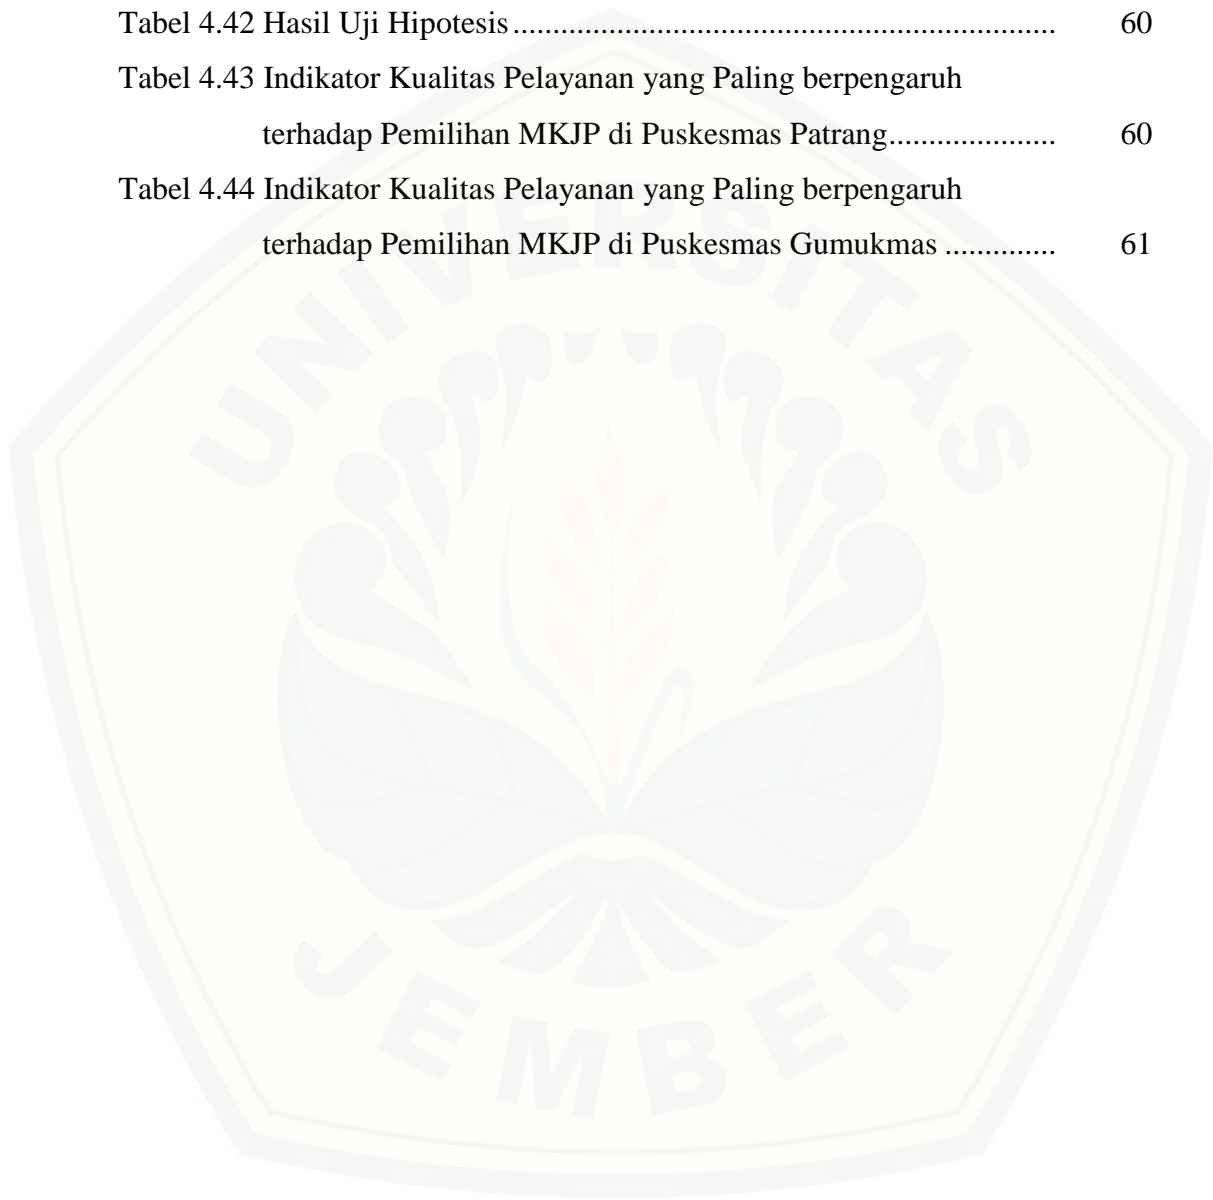 Tabel 4.42 Hasil Uji Hipotesis .................................................................... 60
Tabel 4.43 Indikator Kualitas Pelayanan yang Paling berpengaruh
terhadap Pemilihan MKJP di Puskesmas Patrang..................... 60
Tabel 4.44 Indikator Kualitas Pelayanan yang Paling berpengaruh
terhadap Pemilihan MKJP di Puskesmas Gumukmas .............. 61
UNIVERSITAS
JEMBER